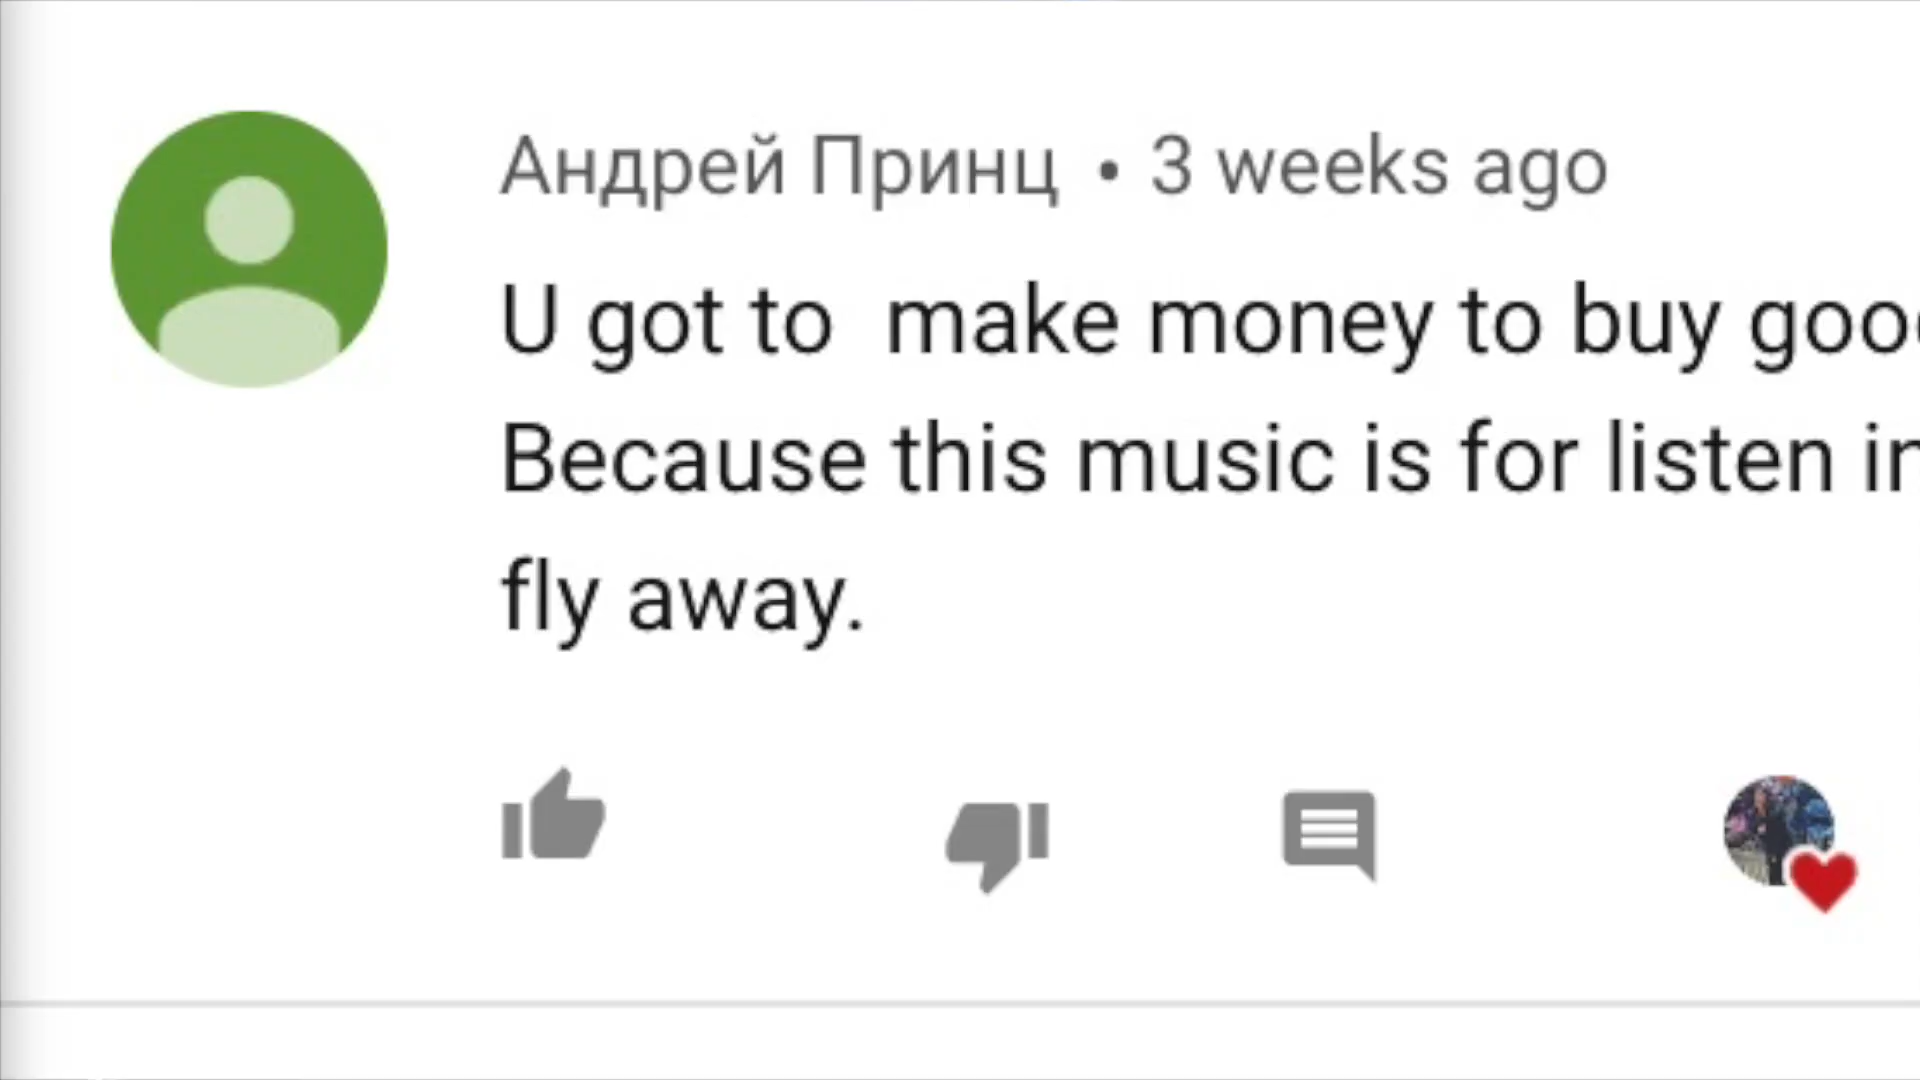 Андрей Принц • 3 weeks ago
U got to  make money to buy
Because this music is for listen
fly away.